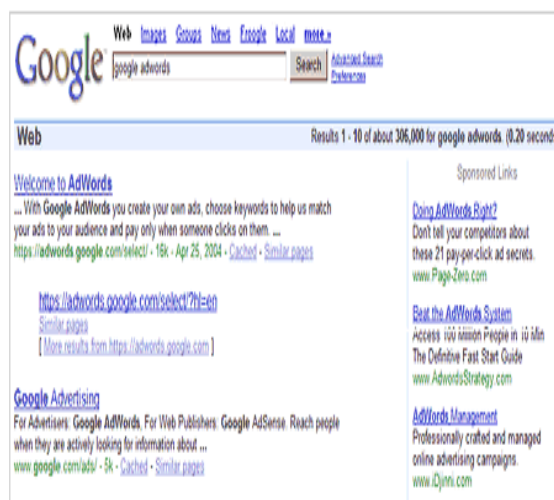 Google
Web Images Groups News Froogle Local more »
google adwords
Search
Advanced Search
Preferences
Web
Results 1 - 10 of about 306,000 for google adwords. (0.20 seconds
Welcome to AdWords
... With Google AdWords you create your own ads, choose keywords to help us match
your ads to your audience and pay only when someone clicks on them. ...
https://adwords.google.com/select/ - 16k - Apr 25, 2004 - Cached - Similar pages
https://adwords.google.com/select/?hl=en
Similar pages
[ More results from https://adwords.google.com ]
Google Advertising
For Advertisers: Google AdWords, For Web Publishers: Google AdSense. Reach people
when they are actively looking for information about ...
www.google.com/ads/ - 5k - Cached - Similar pages
Sponsored Links
Doing AdWords Right?
Don't tell your competitors about
these 21 pay-per-click ad secrets.
www.Page-Zero.com
Beat the AdWords System
Access 100 Million People in 10 Min
The Definitive Fast Start Guide
www.AdwordsStrategy.com
AdWords Management
Professionally crafted and managed
online advertising campaigns.
www.iDjinni.com